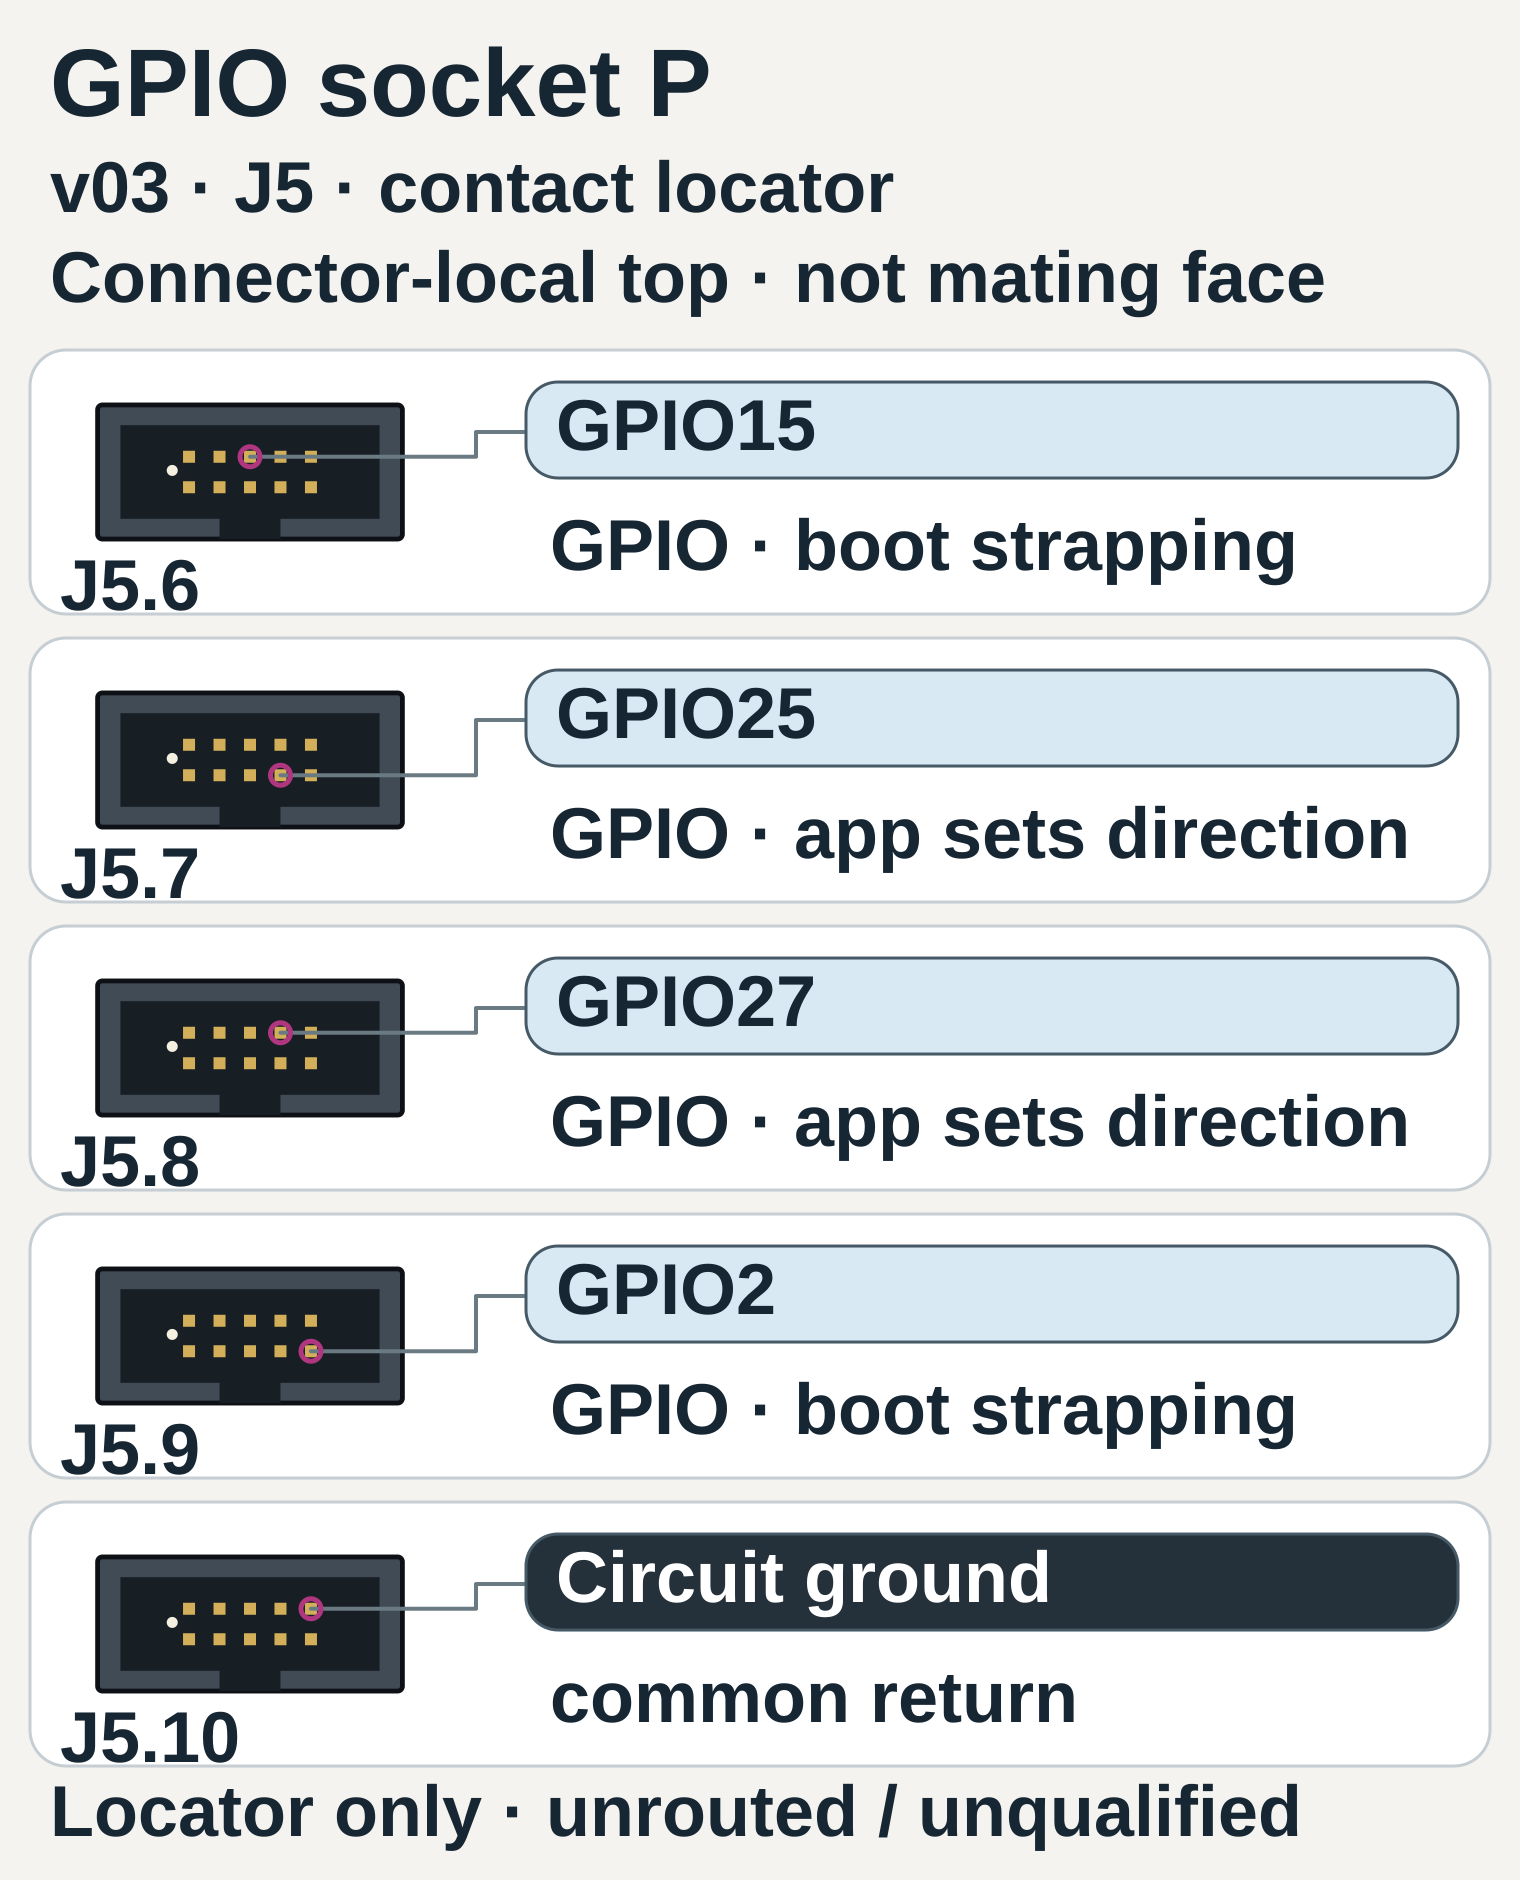 GPIO socket P
v03 · J5 · contact locator
Connector-local top · not mating face
GPIO15
GPIO · boot strapping
J5.6
GPIO25
GPIO · app sets direction
J5.7
GPIO27
GPIO · app sets direction
J5.8
GPIO2
GPIO · boot strapping
J5.9
Circuit ground
common return
J5.10
Locator only · unrouted / unqualified